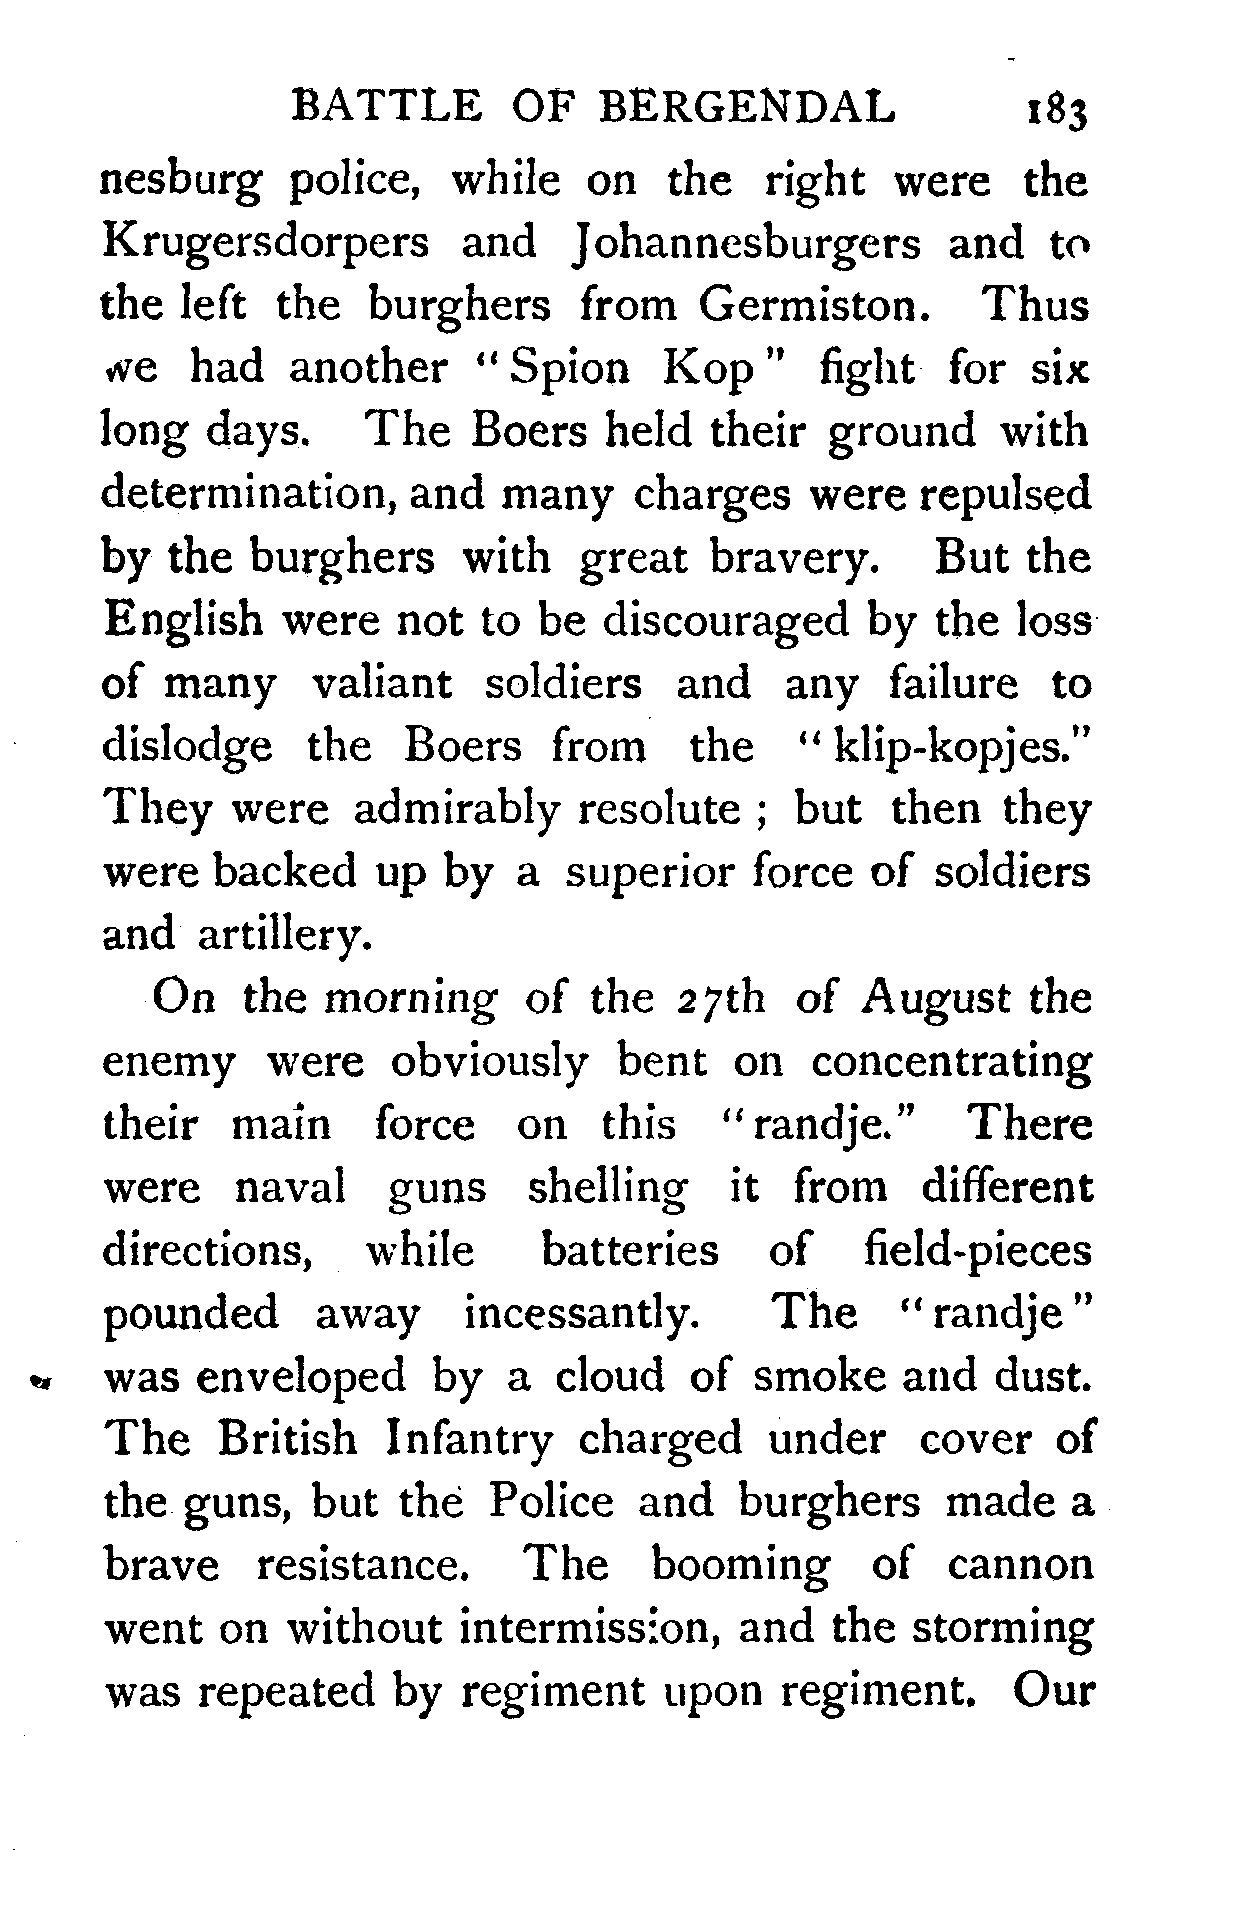 BATTLE OF BERGENDAL 183
nesburg police, while on the right were the
Krugersdorpers and Johannesburgers and to
the left the burghers from Germiston. Thus
we had another " Spion Kop " fight for six
long days. The Boers held their ground with
determination, and many charges were repulsed
by the burghers with great bravery. But the
English were not to be discouraged by the loss
of many valiant soldiers and any failure to
dislodge the Boers from the " klip-kopjes."
They were admirably resolute ; but then they
were backed up by a superior force of soldiers
and artillery.
On the morning of the 27th of August the
enemy were obviously bent on concentrating
their main force on this " randje." There
were naval guns shelling it from different
directions, while batteries of field-pieces
pounded away incessantly. The " randje "
was enveloped by a cloud of smoke and dust.
The British Infantry charged under cover of
the guns, but the Police and burghers made a
brave resistance. The booming of cannon
went on without intermission, and the storming
was repeated by regiment upon regiment. Our